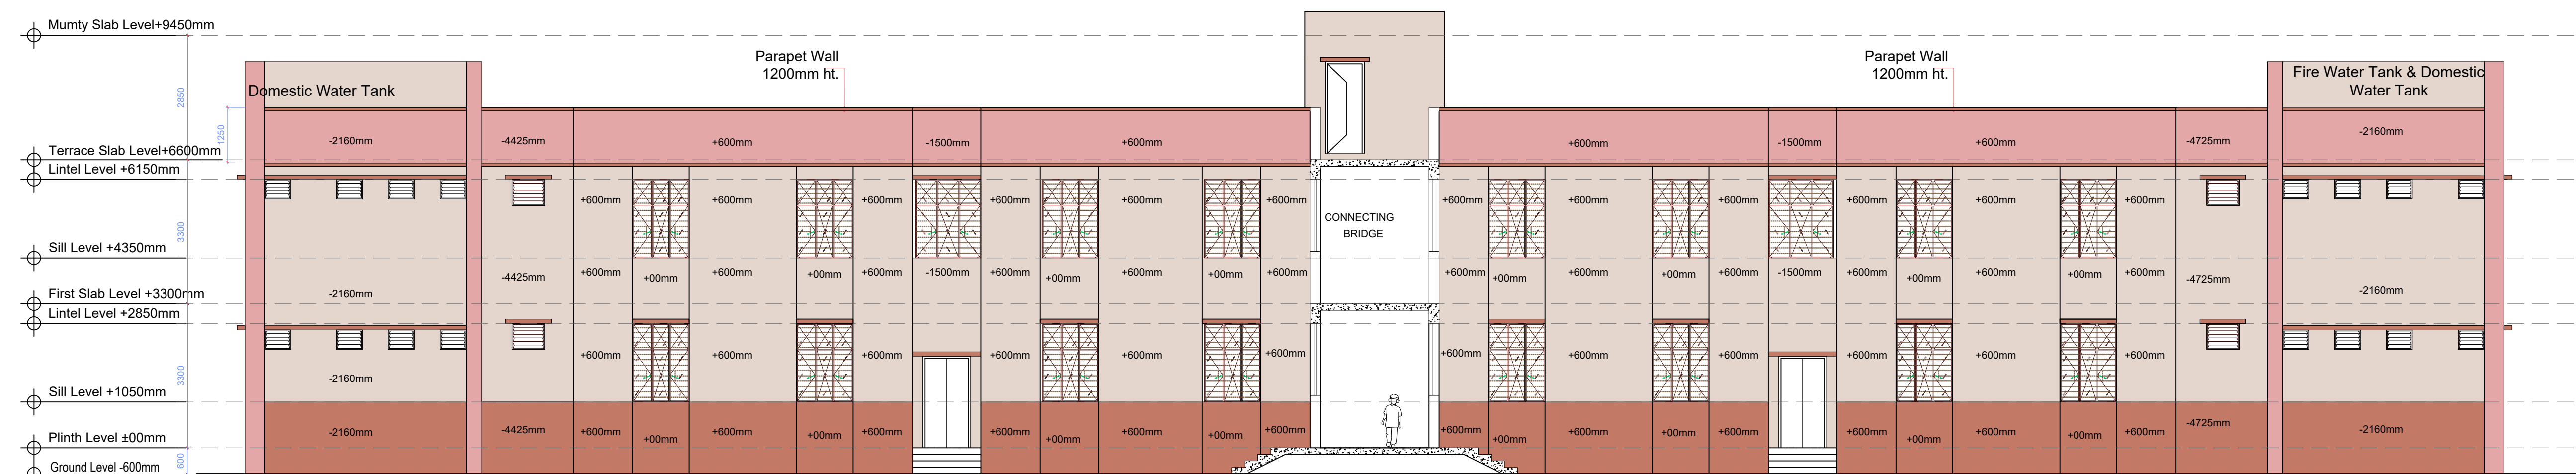 Mumty Slab Level+9450mm
Terrace Slab Level+6600mm
Lintel Level +6150mm
Sill Level +4350mm
First Slab Level +3300mm
Lintel Level +2850mm
Sill Level +1050mm
Plinth Level ±00mm
Ground Level -600mm
2850
1250
3300
3300
600
Domestic Water Tank
Parapet Wall
1200mm ht.
Parapet Wall
1200mm ht.
Fire Water Tank & Domestic
Water Tank
-2160mm
-4425mm
+600mm
-1500mm
+600mm
+600mm
-1500mm
+600mm
-4725mm
-2160mm
+600mm
+600mm
+600mm
+600mm
+600mm
+600mm
CONNECTING
BRIDGE
+600mm
+600mm
+600mm
+600mm
+600mm
+600mm
-2160mm
-4425mm
+600mm
+00mm
+600mm
+00mm
+600mm
-1500mm
+600mm
+00mm
+600mm
+00mm
+600mm
+600mm
+00mm
+600mm
+00mm
+600mm
-1500mm
+600mm
+00mm
+600mm
+00mm
+600mm
-4725mm
-2160mm
-2160mm
+600mm
+600mm
+600mm
+600mm
+600mm
+600mm
+600mm
+600mm
+600mm
+600mm
+600mm
+600mm
-2160mm
-4425mm
+600mm
+00mm
+600mm
+00mm
+600mm
+600mm
+00mm
+600mm
+00mm
+600mm
+600mm
+00mm
+600mm
+00mm
+600mm
+600mm
+00mm
+600mm
+00mm
+600mm
-4725mm
-2160mm